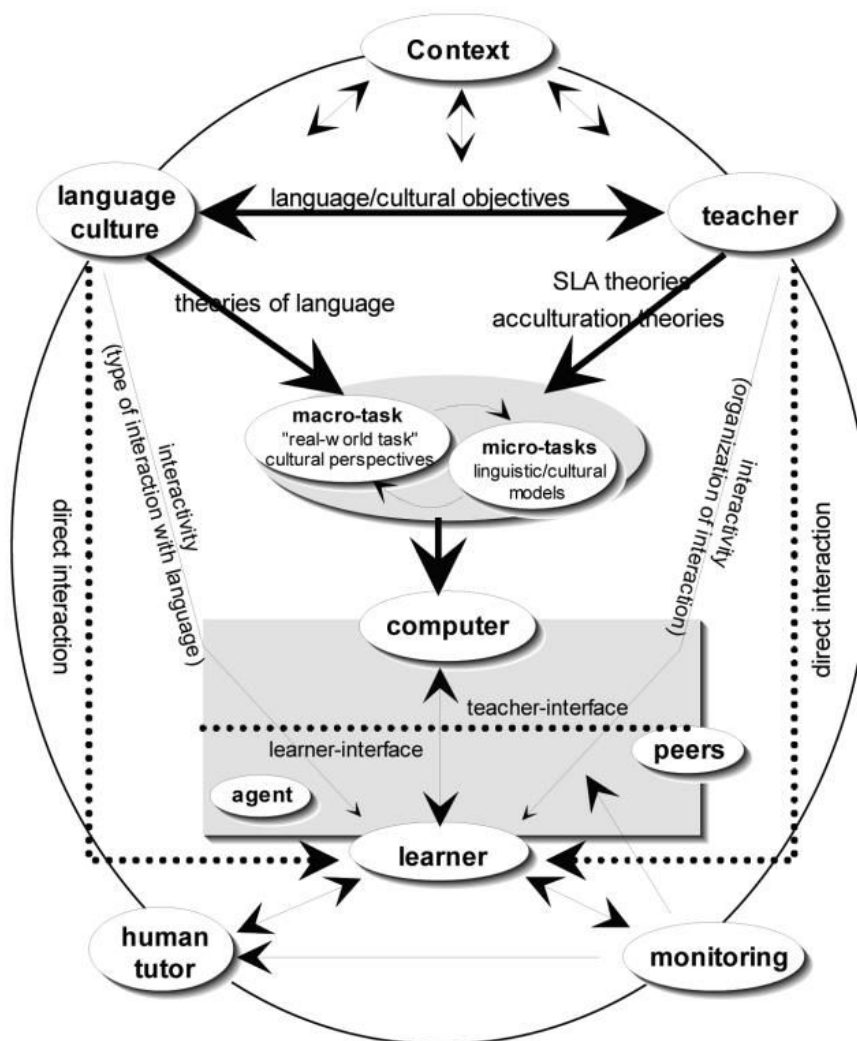 Context
language
culture
language/cultural objectives
teacher
theories of language
SLA theories
acculturation theories
macro-task
"real-world task"
cultural perspectives
micro-tasks
linguistic/cultural
models
interactivity
(type of interaction with language)
interactivity
(organization of interaction)
direct interaction
direct interaction
computer
teacher-interface
learner-interface
peers
agent
learner
human
tutor
monitoring